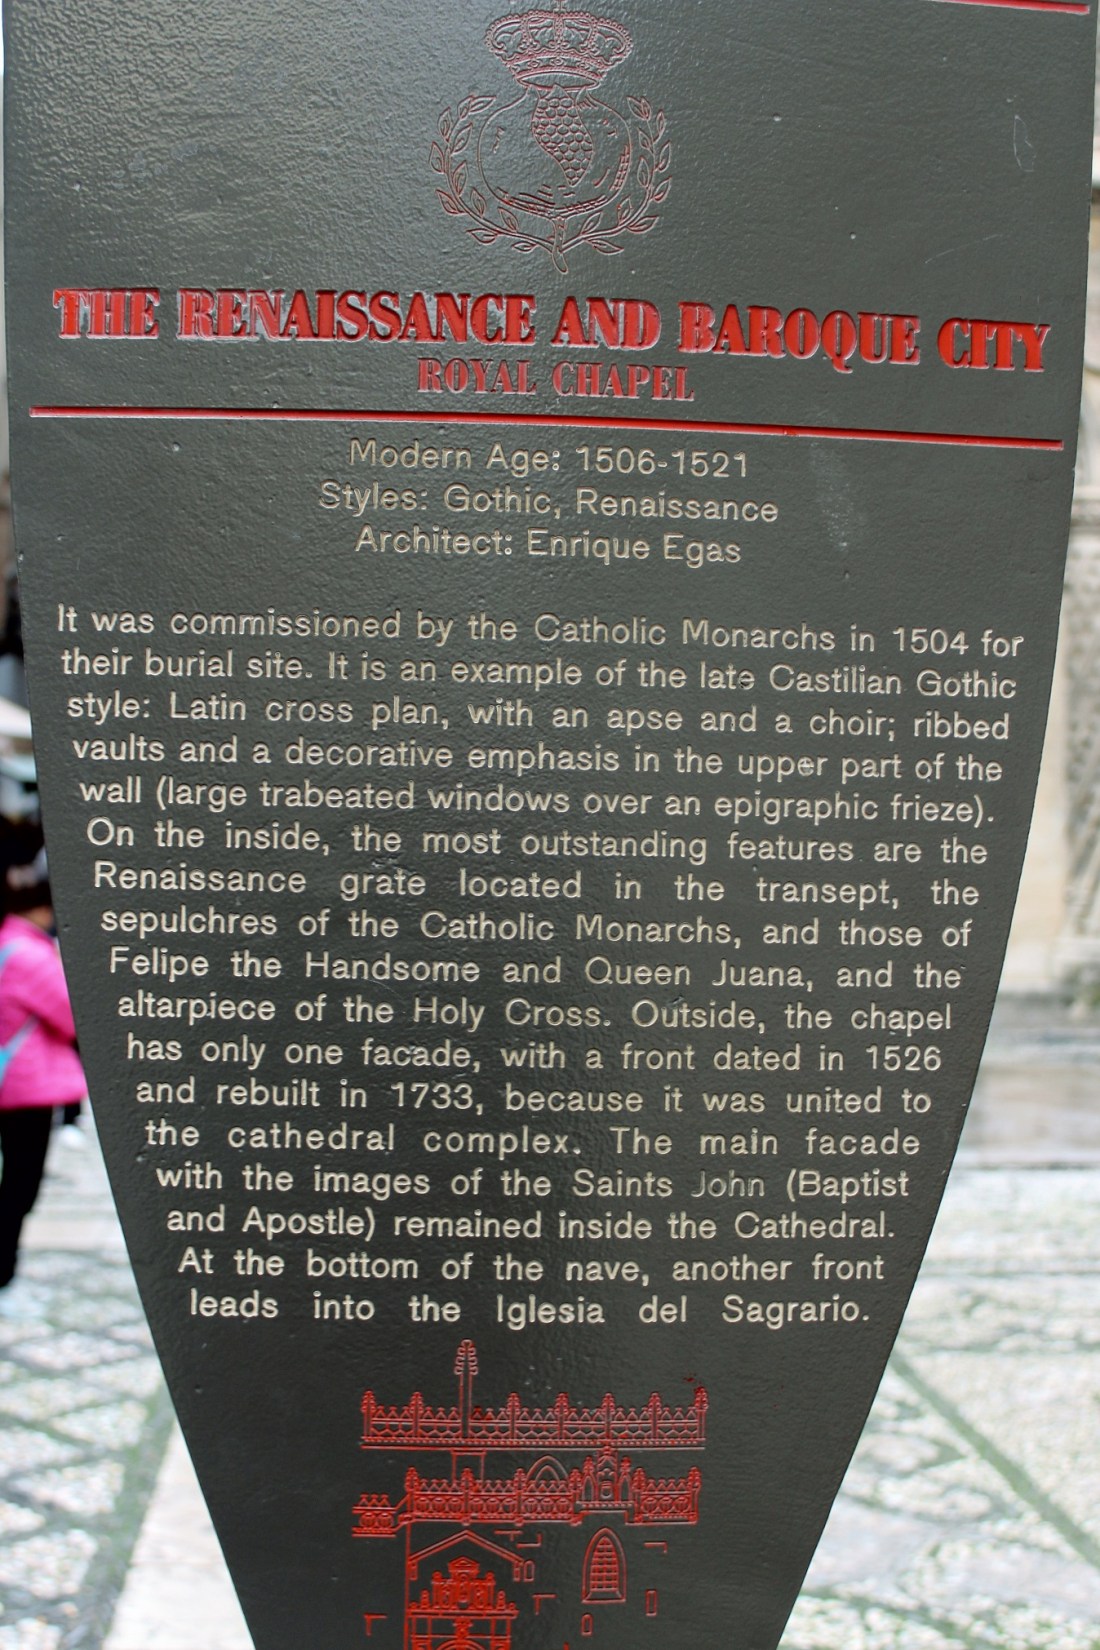 THE RENAISSANCE AND BAROQUE CITY
ROYAL CHAPEL
Modern Age: 1506-1521
Styles: Gothic, Renaissance
Architect: Enrique Egas
It was commissioned by the Catholic Monarchs in 1504 for
their burial site. It is an example of the late Castilian Gothic
style: Latin cross plan, with an apse and a choir; ribbed
vaults and a decorative emphasis in the upper part of the
wall (large trabeated windows over an epigraphic frieze).
On the inside, the most outstanding features are the
Renaissance grate located in the transept, the
sepulchres of the Catholic Monarchs, and those of
Felipe the Handsome and Queen Juana, and the
altarpiece of the Holy Cross. Outside, the chapel
has only one facade, with a front dated in 1526
and rebuilt in 1733, because it was united to
the cathedral complex. The main facade
with the images of the Saints John (Baptist
and Apostle) remained inside the Cathedral.
At the bottom of the nave, another front
leads into the Iglesia del Sagrario.